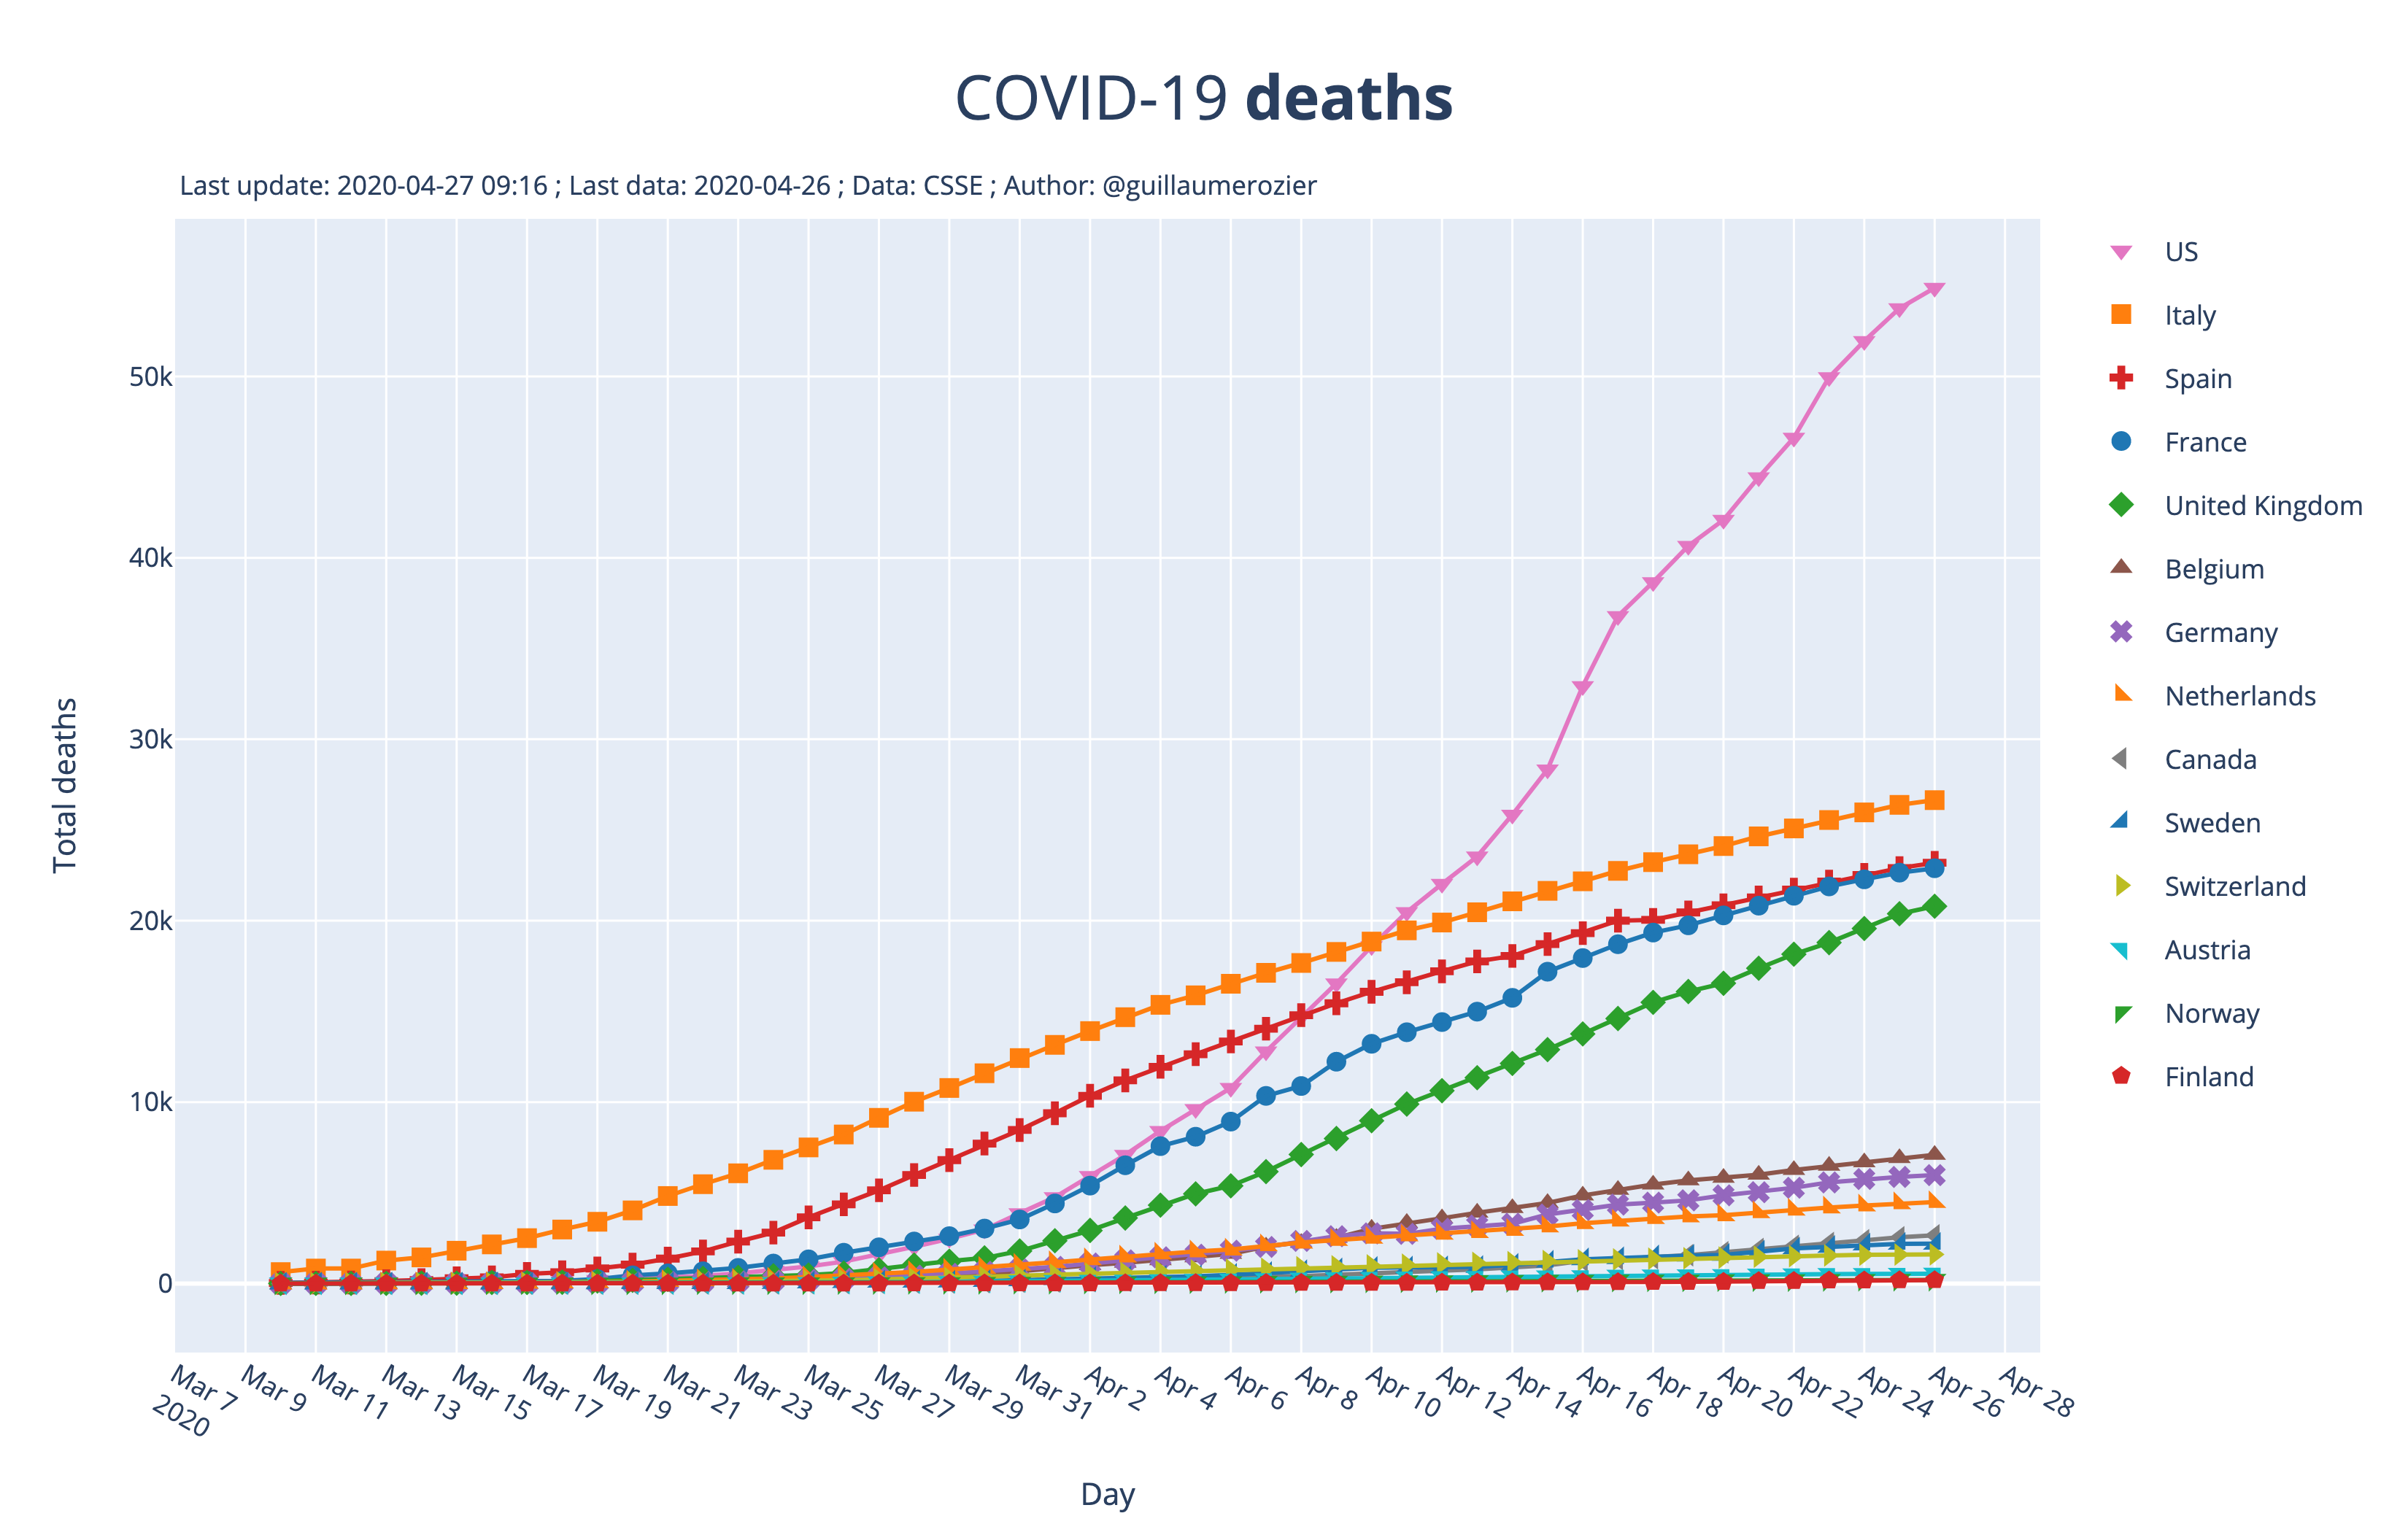 COVID-19 deaths
Last update: 2020-04-27 09:16 ; Last data: 2020-04-26 ; Data: CSSE ; Author: @guillaumerozier
US
Italy
Spain
France
United Kingdom
Belgium
Germany
Netherlands
Canada
Sweden
Switzerland
Austria
Norway
Finland
Total deaths
50k
40k
30k
20k
10k
0
Mar 7
2020
Mar 9
Mar 11
Mar 13
Mar 15
Mar 17
Mar 19
Mar 21
Mar 23
Mar 25
Mar 27
Mar 29
Mar 31
Apr 2
Apr 4
Apr 6
Apr 8
Apr 10
Apr 12
Apr 14
Apr 16
Apr 18
Apr 20
Apr 22
Apr 24
Apr 26
Apr 28
Day